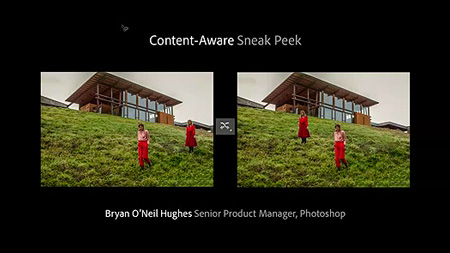 Content-Aware Sneak Peek
Bryan O'Neil Hughes Senior Product Manager, Photoshop